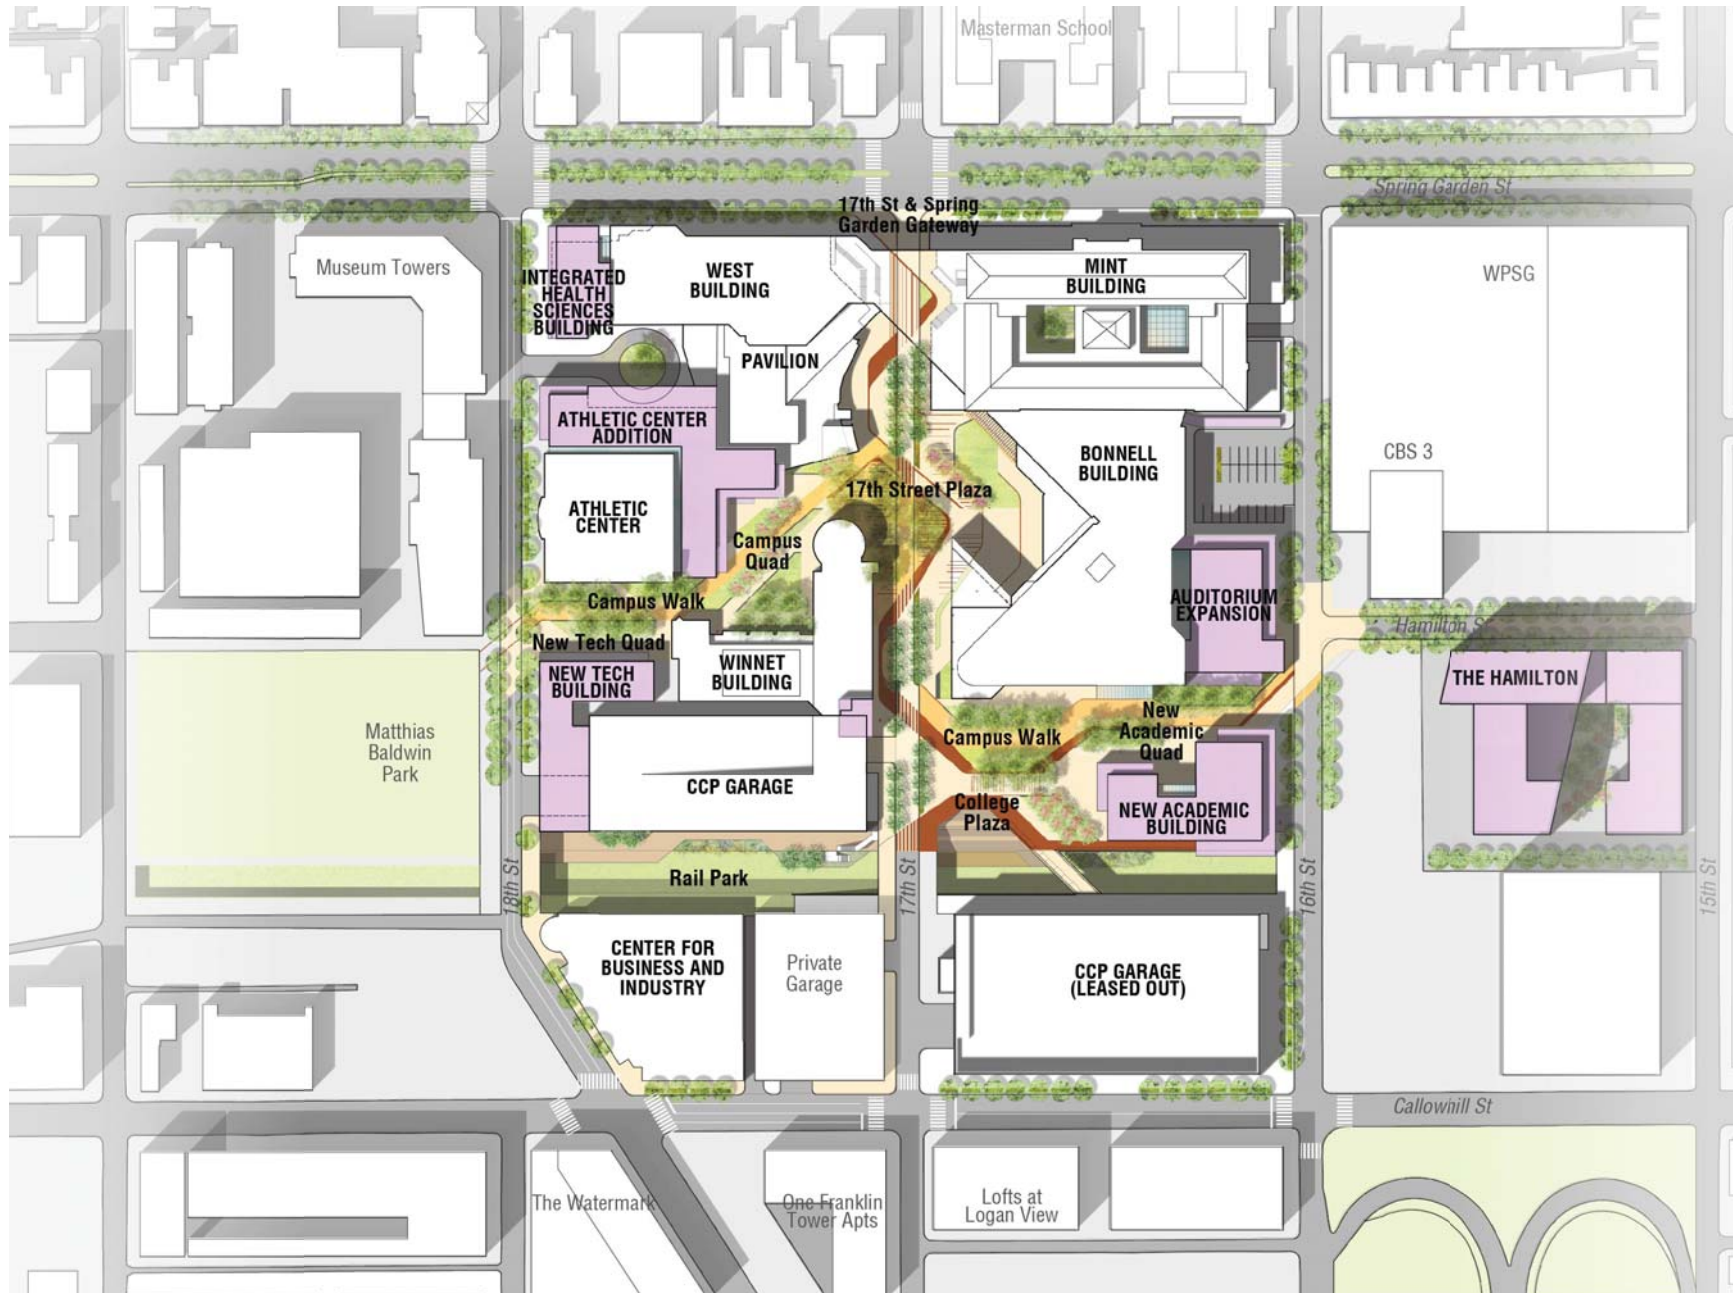 Masterman School
Spring Garden St
17th St & Spring
Garden Gateway
Museum Towers
INTEGRATED
HEALTH
SCIENCES
BUILDING
WEST
BUILDING
MINT
BUILDING
WPSG
PAVILION
ATHLETIC CENTER
ADDITION
BONNELL
BUILDING
CBS 3
17th Street Plaza
ATHLETIC
CENTER
Campus
Quad
Campus Walk
AUDITORIUM
EXPANSION
Hamilton St
New Tech Quad
NEW TECH
BUILDING
WINNET
BUILDING
THE HAMILTON
Matthias
Baldwin
Park
Campus Walk
New
Academic
Quad
CCP GARAGE
College
Plaza
NEW ACADEMIC
BUILDING
Rail Park
18th St
17th St
16th St
15th St
CENTER FOR
BUSINESS AND
INDUSTRY
Private
Garage
CCP GARAGE
(LEASED OUT)
Callowhill St
The Watermark
One Franklin
Tower Apts
Lofts at
Logan View